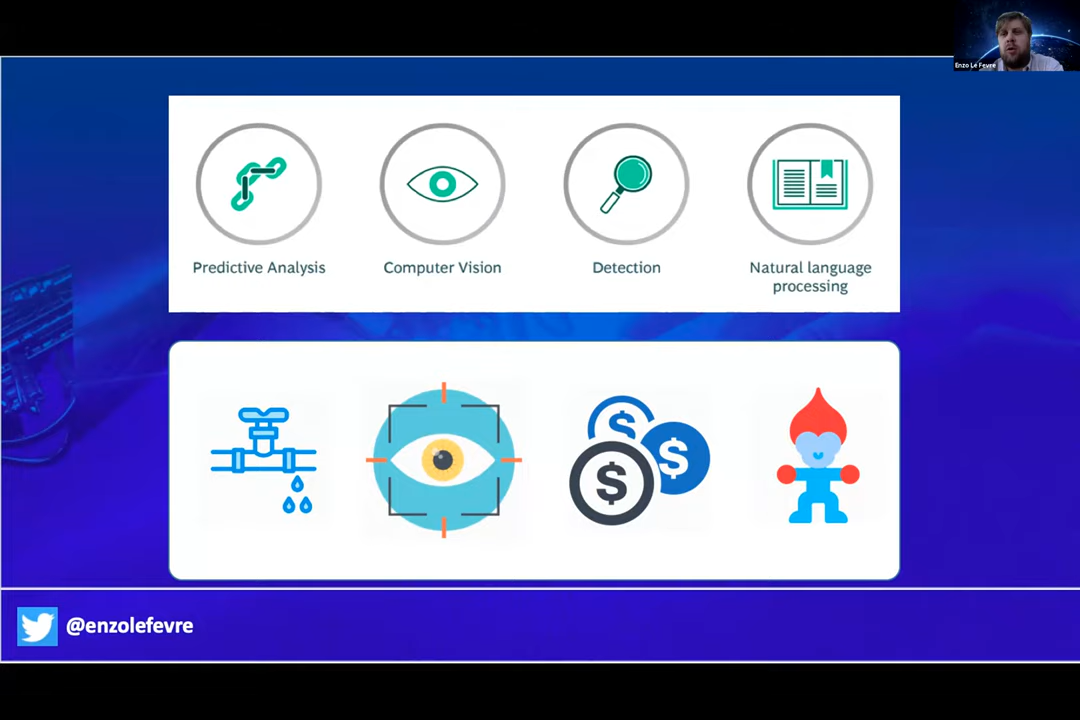 Enzo Le Fevre
Predictive Analysis
Computer Vision
Detection
Natural language
processing
$
$
$
@enzolefevre